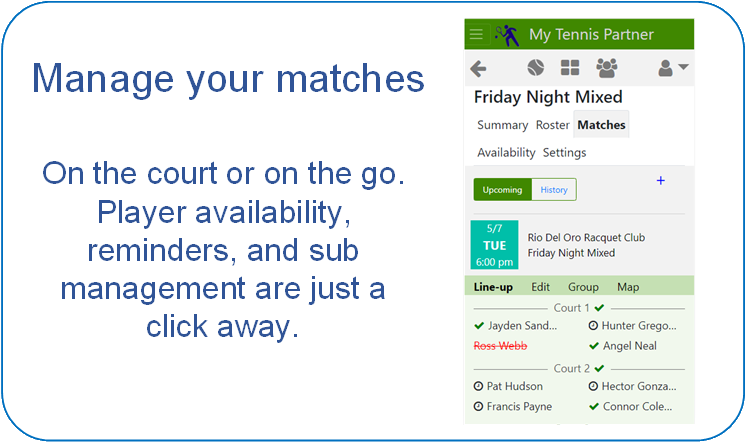 Manage your matches
On the court or on the go.
Player availability,
reminders, and sub
management are just a
click away.
My Tennis Partner
Friday Night Mixed
Summary Roster Matches
Availability Settings
Upcoming History
+
5/7
TUE
6:00 pm
Rio Del Oro Racquet Club
Friday Night Mixed
Line-up Edit Group Map
Court 1
Jayden Sand... Hunter Grego...
Ross Webb Angel Neal
Court 2
Pat Hudson Hector Gonza...
Francis Payne Connor Cole...